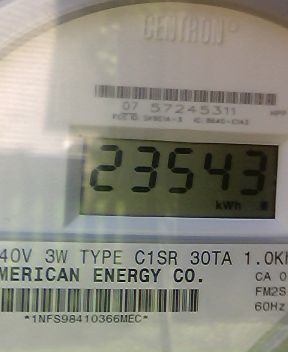 CENTRON®
07 57245311
23543
kWh
40V 3W TYPE C1SR 30TA 1.0Kh
MERICAN ENERGY CO.
CA 0
FM2S
60Hz
*1NFS98410366MEC*